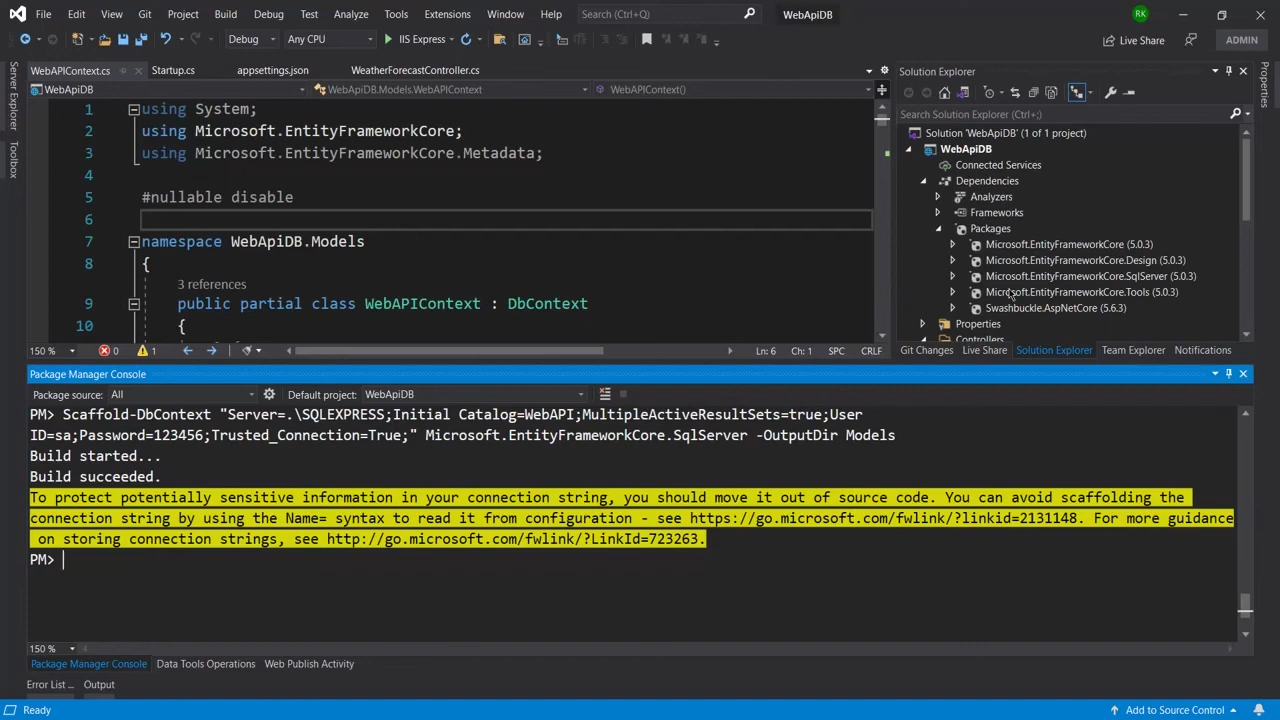 File Edit View Git Project Build Debug Test Analyze Tools Extensions Window Help Search (Ctrl+Q) WebApiDB RK
Debug Any CPU IIS Express Live Share ADMIN
WebAPIContext.cs Startup.cs appsettings.json WeatherForecastController.cs
WebApiDB WebApiDB.Models.WebAPIContext WebAPIContext()
Server Explorer
Toolbox
1 using System;
2 using Microsoft.EntityFrameworkCore;
3 using Microsoft.EntityFrameworkCore.Metadata;
4
5 #nullable disable
6
7 namespace WebApiDB.Models
8 {
3 references
9 public partial class WebAPIContext : DbContext
10 {
150 % 0 1 Ln: 6 Ch: 1 SPC CRLF
Solution Explorer
Search Solution Explorer (Ctrl+;)
Solution 'WebApiDB' (1 of 1 project)
WebApiDB
Connected Services
Dependencies
Analyzers
Frameworks
Packages
Microsoft.EntityFrameworkCore (5.0.3)
Microsoft.EntityFrameworkCore.Design (5.0.3)
Microsoft.EntityFrameworkCore.SqlServer (5.0.3)
Microsoft.EntityFrameworkCore.Tools (5.0.3)
Swashbuckle.AspNetCore (5.6.3)
Properties
Controllers
Git Changes Live Share Solution Explorer Team Explorer Notifications
Properties
Package Manager Console
Package source: All Default project: WebApiDB
PM> Scaffold-DbContext "Server=.\SQLEXPRESS;Initial Catalog=WebAPI;MultipleActiveResultSets=true;User
ID=sa;Password=123456;Trusted_Connection=True;" Microsoft.EntityFrameworkCore.SqlServer -OutputDir Models
Build started...
Build succeeded.
To protect potentially sensitive information in your connection string, you should move it out of source code. You can avoid scaffolding the
connection string by using the Name= syntax to read it from configuration - see https://go.microsoft.com/fwlink/?linkid=2131148. For more guidance
on storing connection strings, see http://go.microsoft.com/fwlink/?LinkId=723263.
PM>
150 %
Package Manager Console Data Tools Operations Web Publish Activity
Error List ... Output
Ready Add to Source Control